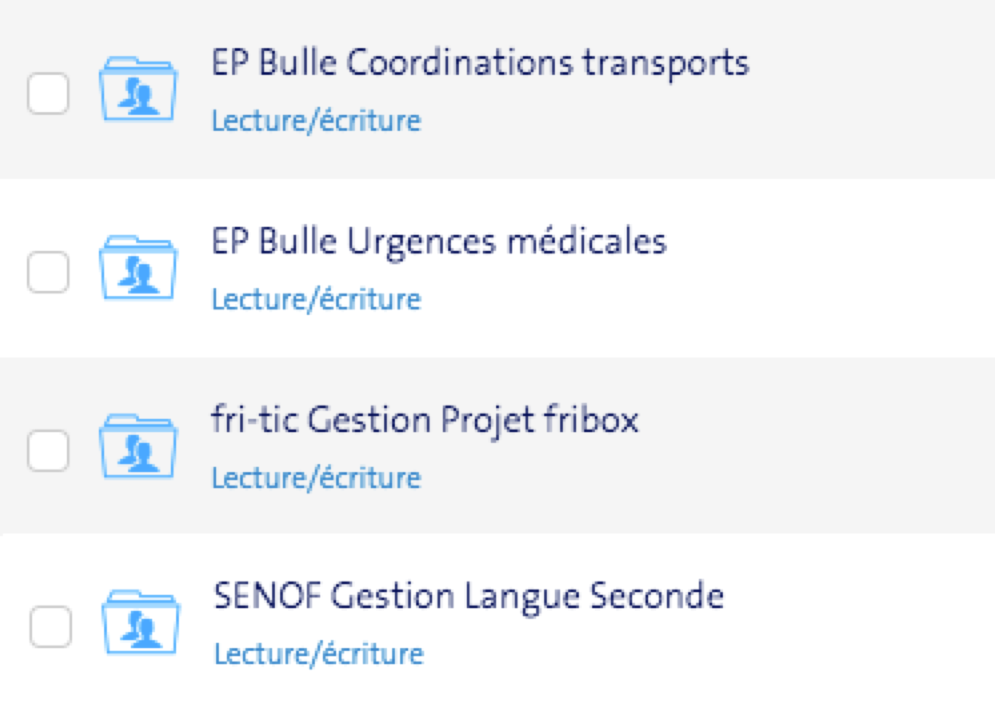 EP Bulle Coordinations transports
Lecture/écriture
EP Bulle Urgences médicales
Lecture/écriture
fri-tic Gestion Projet fribox
Lecture/écriture
SENOF Gestion Langue Seconde
Lecture/écriture